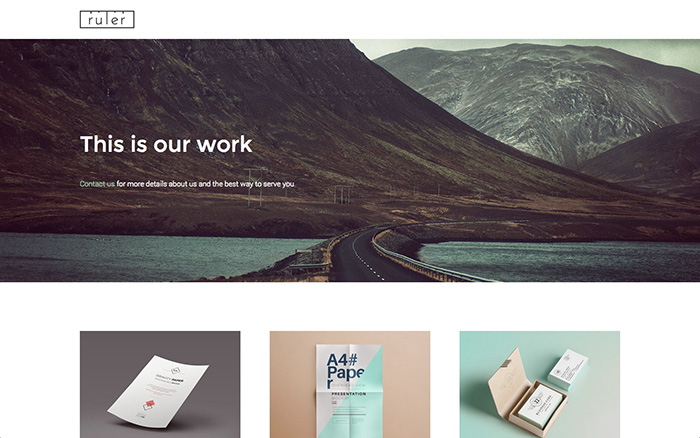 ruler
This is our work
Contact us for more details about us and the best way to serve you
A4#
Pape
r
PRESENTATION